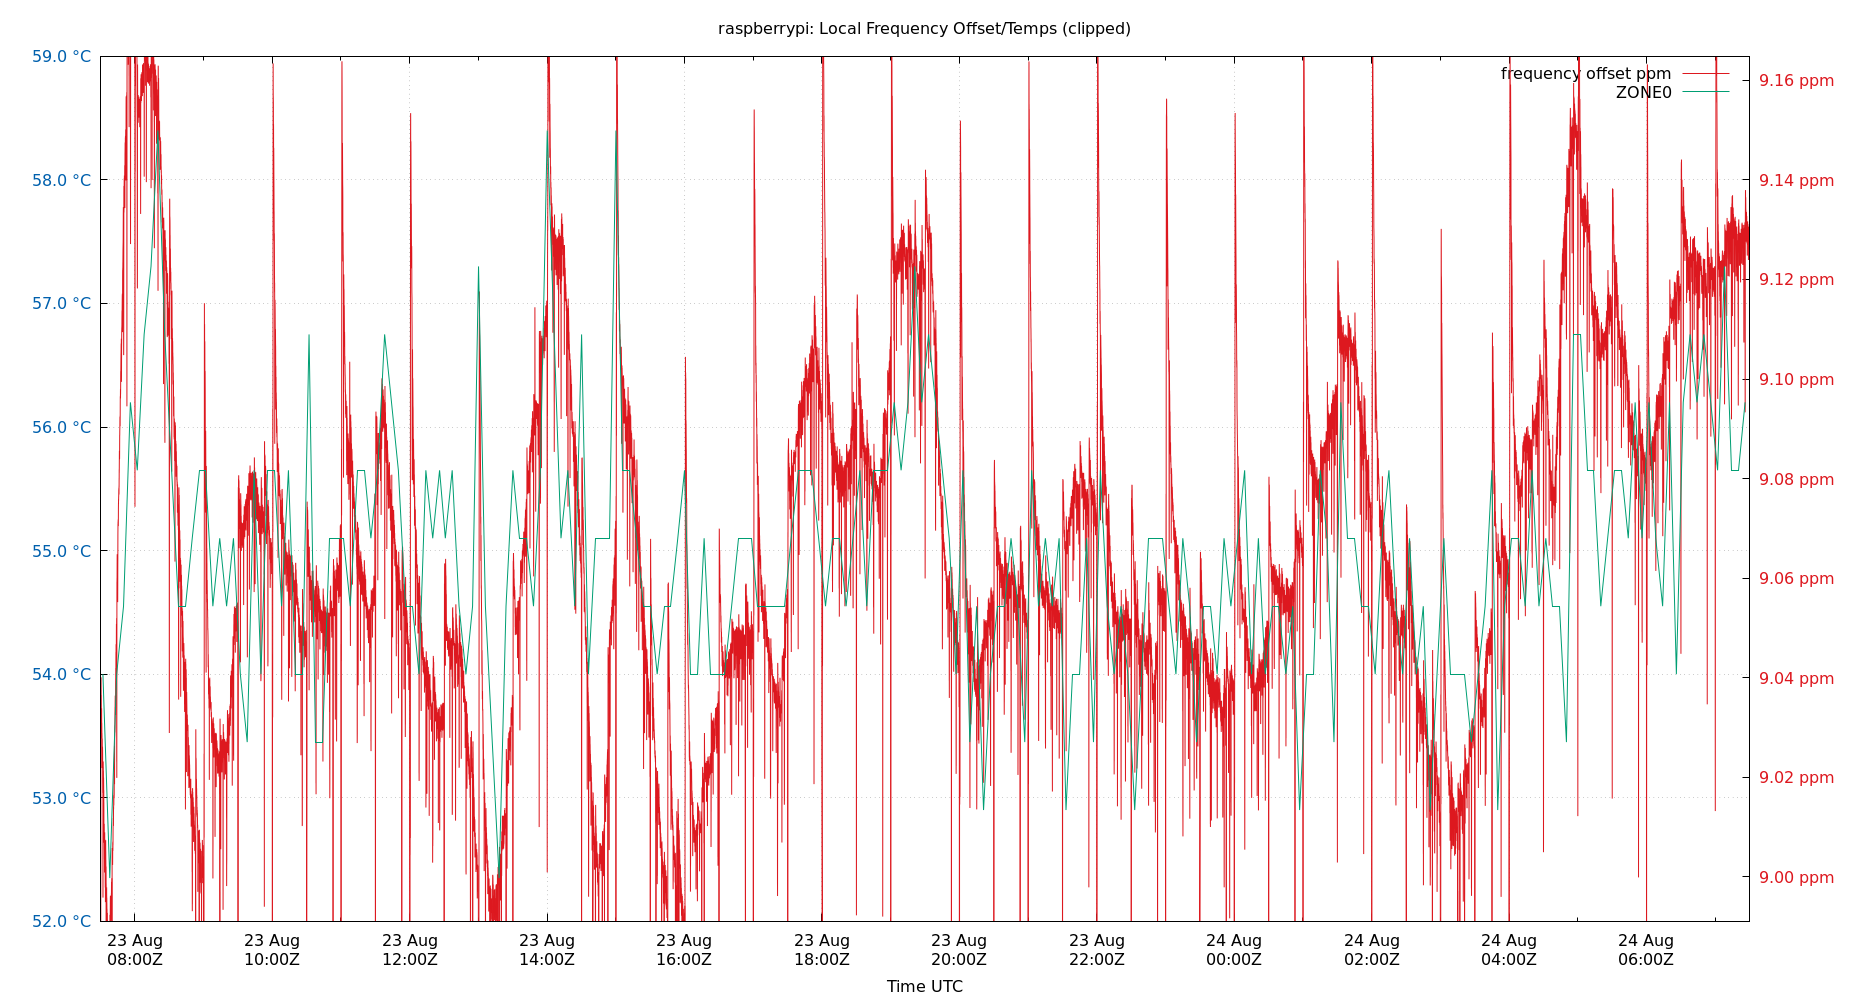 raspberrypi: Local Frequency Offset/Temps (clipped)
59.0 °C
58.0 °C
57.0 °C
56.0 °C
55.0 °C
54.0 °C
53.0 °C
52.0 °C
frequency offset ppm
ZONE0
9.16 ppm
9.14 ppm
9.12 ppm
9.10 ppm
9.08 ppm
9.06 ppm
9.04 ppm
9.02 ppm
9.00 ppm
23 Aug
08:00Z
23 Aug
10:00Z
23 Aug
12:00Z
23 Aug
14:00Z
23 Aug
16:00Z
23 Aug
18:00Z
23 Aug
20:00Z
23 Aug
22:00Z
24 Aug
00:00Z
24 Aug
02:00Z
24 Aug
04:00Z
24 Aug
06:00Z
Time UTC